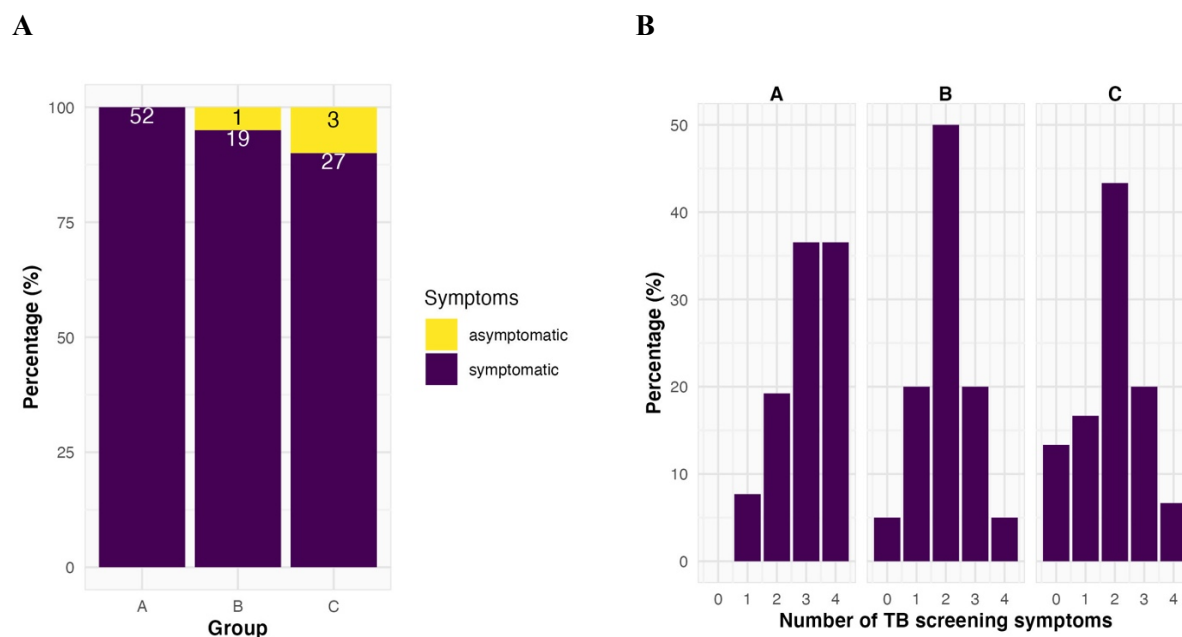 A
100
75
50
25
0
Percentage (%)
52
1
19
3
27
A B C
Group
Symptoms
asymptomatic
symptomatic
B
A B C
50
40
30
20
10
0
Percentage (%)
0 1 2 3 4 0 1 2 3 4 0 1 2 3 4
Number of TB screening symptoms